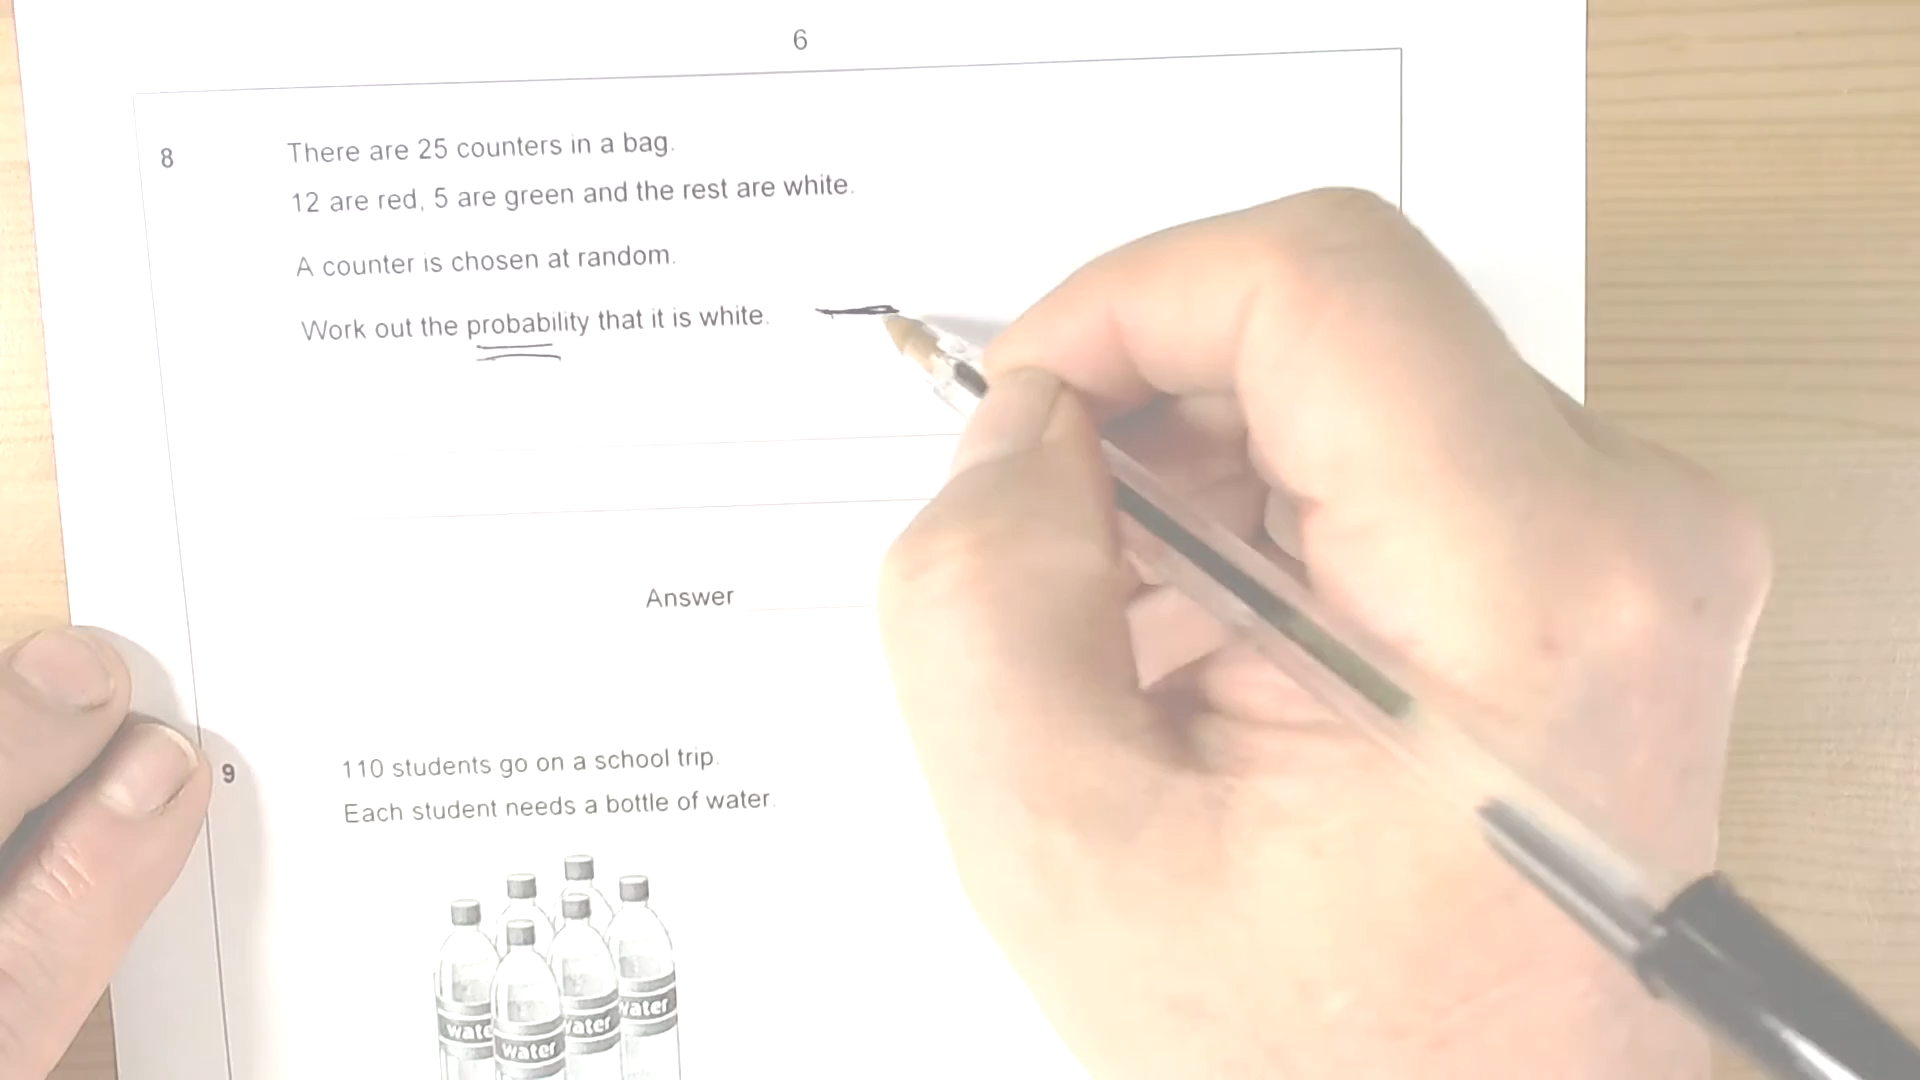 6
8 There are 25 counters in a bag.
12 are red, 5 are green and the rest are white.
A counter is chosen at random.
Work out the probability that it is white.
Answer
9 110 students go on a school trip.
Each student needs a bottle of water.
water
water